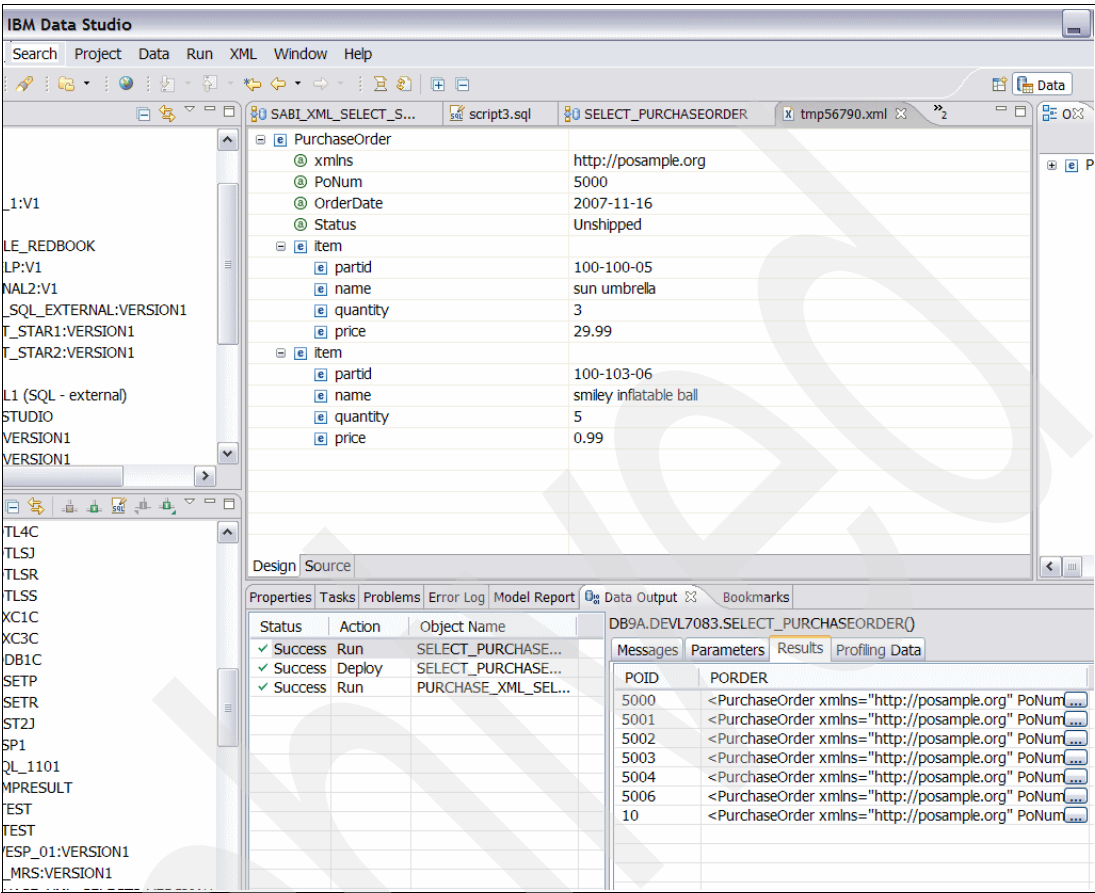 IBM Data Studio
Search Project Data Run XML Window Help
Data
SABI_XML_SELECT_S... script3.sql SELECT_PURCHASEORDER tmp56790.xml »2
PurchaseOrder
xmlns http://posample.org
PoNum 5000
OrderDate 2007-11-16
Status Unshipped
item
partid 100-100-05
name sun umbrella
quantity 3
price 29.99
item
partid 100-103-06
name smiley inflatable ball
quantity 5
price 0.99
Design Source
_1:V1
LE_REDBOOK
LP:V1
NAL2:V1
_SQL_EXTERNAL:VERSION1
T_STAR1:VERSION1
T_STAR2:VERSION1
L1 (SQL - external)
STUDIO
VERSION1
VERSION1
TL4C
TLSJ
TLSR
TLSS
XC1C
XC3C
DB1C
SETP
SETR
ST2J
SP1
QL_1101
MPRESULT
TEST
TEST
ESP_01:VERSION1
_MRS:VERSION1
O
P
Properties Tasks Problems Error Log Model Report Data Output Bookmarks
Status Action Object Name
Success Run SELECT_PURCHASE...
Success Deploy SELECT_PURCHASE...
Success Run PURCHASE_XML_SEL...
DB9A.DEVL7083.SELECT_PURCHASEORDER()
Messages Parameters Results Profiling Data
POID PORDER
5000 <PurchaseOrder xmlns="http://posample.org" PoNum...
5001 <PurchaseOrder xmlns="http://posample.org" PoNum...
5002 <PurchaseOrder xmlns="http://posample.org" PoNum...
5003 <PurchaseOrder xmlns="http://posample.org" PoNum...
5004 <PurchaseOrder xmlns="http://posample.org" PoNum...
5006 <PurchaseOrder xmlns="http://posample.org" PoNum...
10 <PurchaseOrder xmlns="http://posample.org" PoNum...